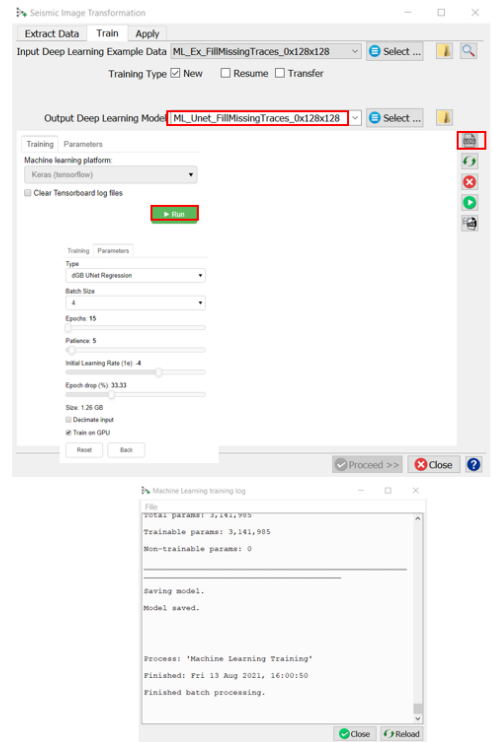 Seismic Image Transformation
Extract Data Train Apply
Input Deep Learning Example Data ML_Ex_FillMissingTraces_0x128x128 Select ...
Training Type New Resume Transfer
Output Deep Learning Model ML_Unet_FillMissingTraces_0x128x128 Select ...
Training Parameters
Machine learning platform:
Keras (tensorflow)
Clear Tensorboard log files
Run
Training Parameters
Type
dGB UNet Regression
Batch Size
4
Epochs: 15
Patience: 5
Initial Learning Rate (1e): -4
Epoch drop (%): 33.33
Size: 1.26 GB
Decimate input
Train on GPU
Reset Back
Proceed >> Close ?
Machine Learning training log
File
Total params: 3,141,985
Trainable params: 3,141,985
Non-trainable params: 0
Saving model.
Model saved.
Process: 'Machine Learning Training'
Finished: Fri 13 Aug 2021, 16:00:50
Finished batch processing.
Close Reload